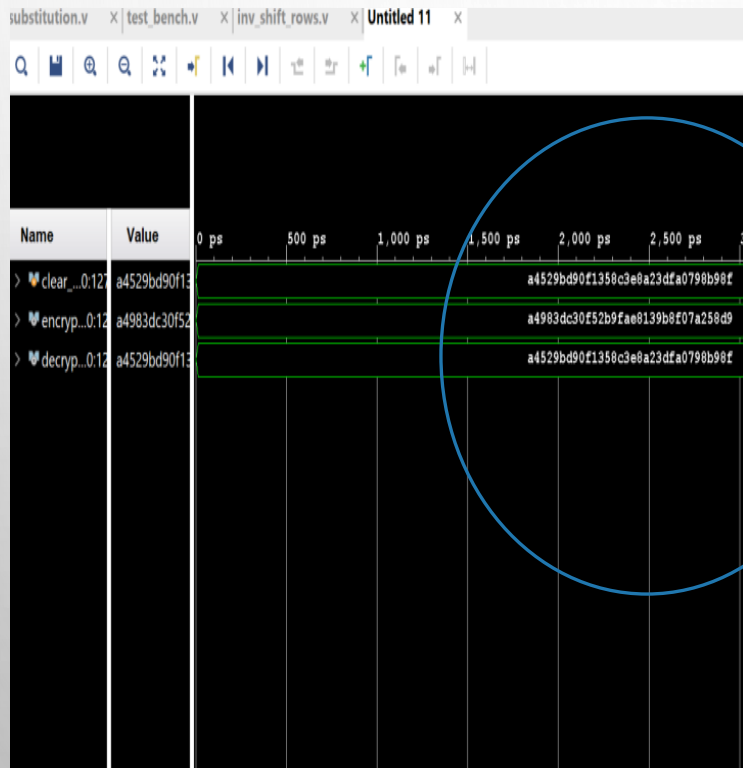 substitution.v × test_bench.v × inv_shift_rows.v × Untitled 11 ×
Name Value 0 ps 500 ps 1,000 ps 1,500 ps 2,000 ps 2,500 ps 3
> clear_...0:127 a4529bd90f13 a4529bd90f1358c3e8a23dfa0798b98f
> encryp...0:12 a4983dc30f52 a4983dc30f52b9fae8139b8f07a258d9
> decryp...0:12 a4529bd90f13 a4529bd90f1358c3e8a23dfa0798b98f